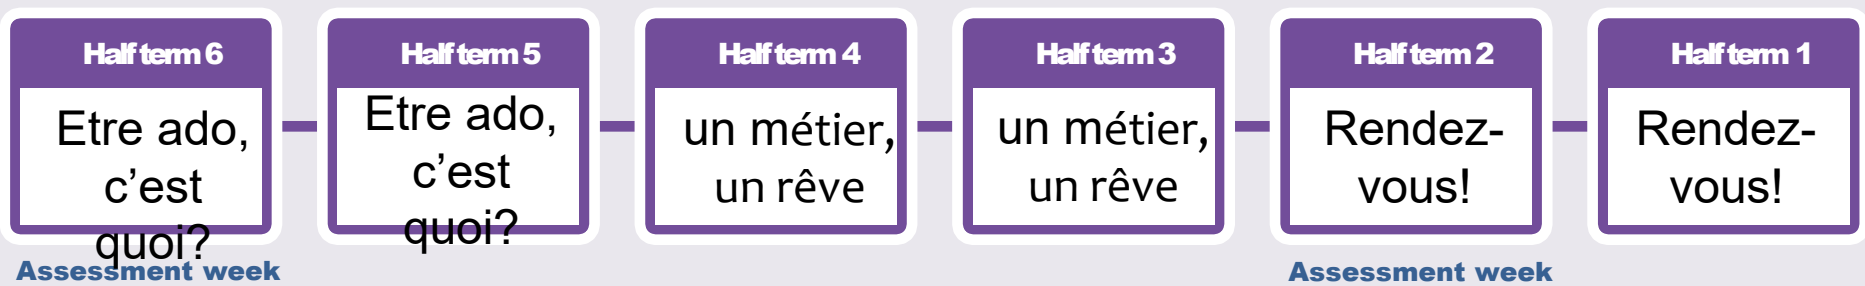 Half term 6
Etre ado,
c’est
quoi?
Assessment week
Half term 5
Etre ado,
c’est
quoi?
Half term 4
un métier,
un rêve
Half term 3
un métier,
un rêve
Half term 2
Rendez-
vous!
Assessment week
Half term 1
Rendez-
vous!